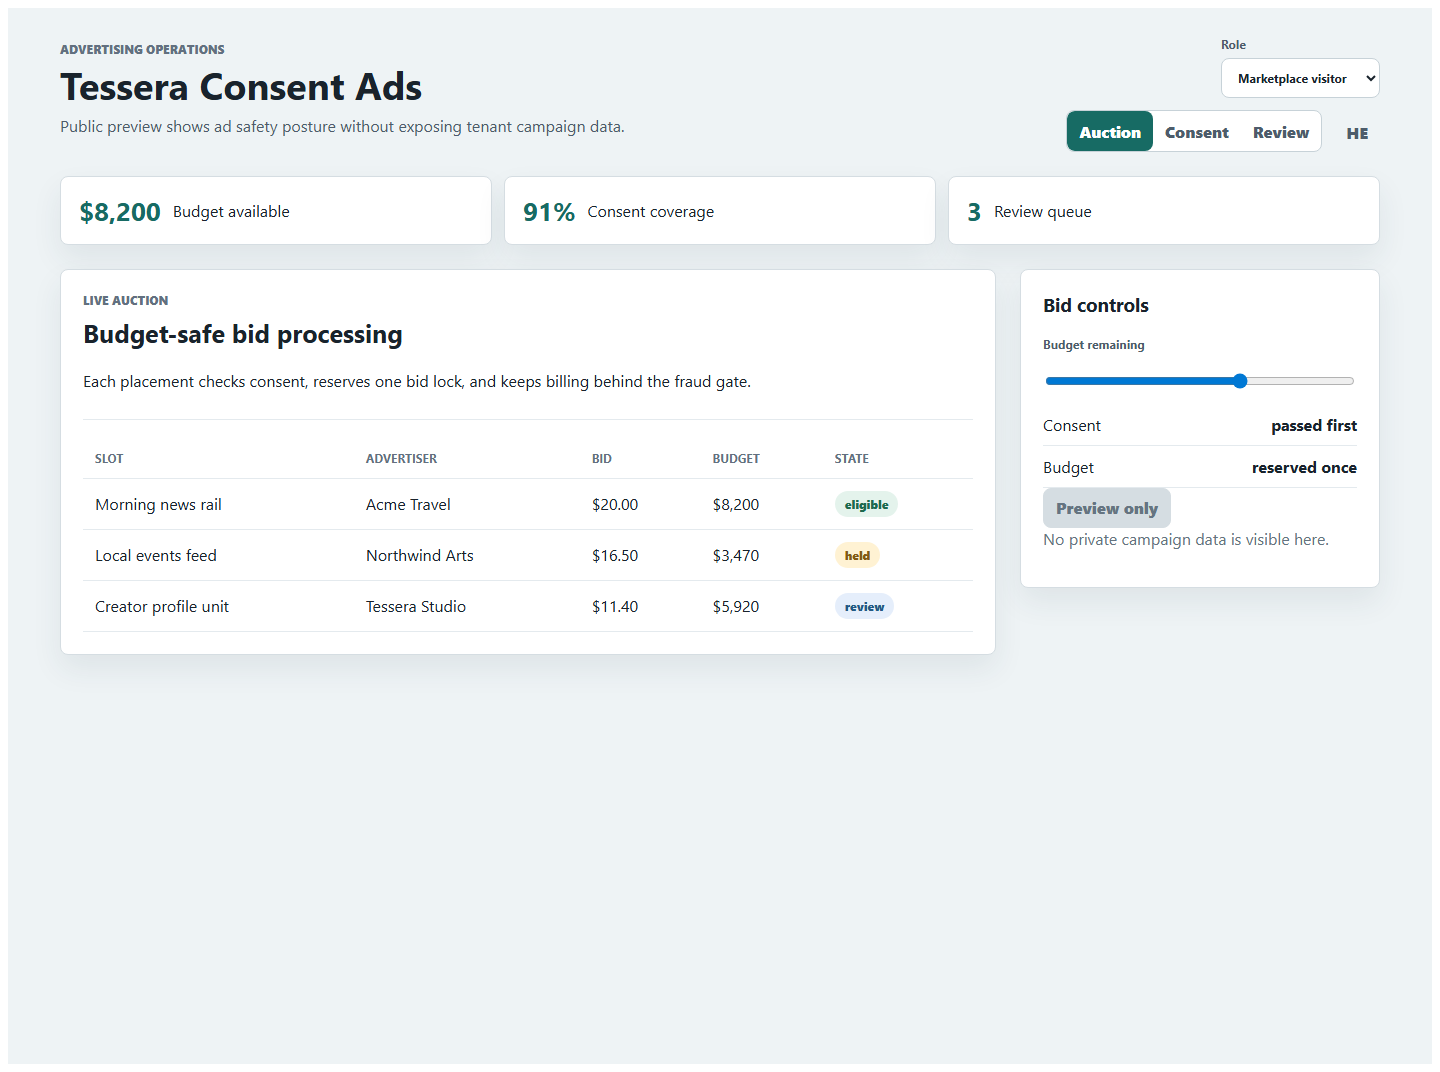 ADVERTISING OPERATIONS
Tessera Consent Ads
Public preview shows ad safety posture without exposing tenant campaign data.
Role
Marketplace visitor
Auction Consent Review HE
$8,200 Budget available
91% Consent coverage
3 Review queue
LIVE AUCTION
Budget-safe bid processing
Each placement checks consent, reserves one bid lock, and keeps billing behind the fraud gate.
SLOT ADVERTISER BID BUDGET STATE
Morning news rail Acme Travel $20.00 $8,200 eligible
Local events feed Northwind Arts $16.50 $3,470 held
Creator profile unit Tessera Studio $11.40 $5,920 review
Bid controls
Budget remaining
Consent passed first
Budget reserved once
Preview only
No private campaign data is visible here.